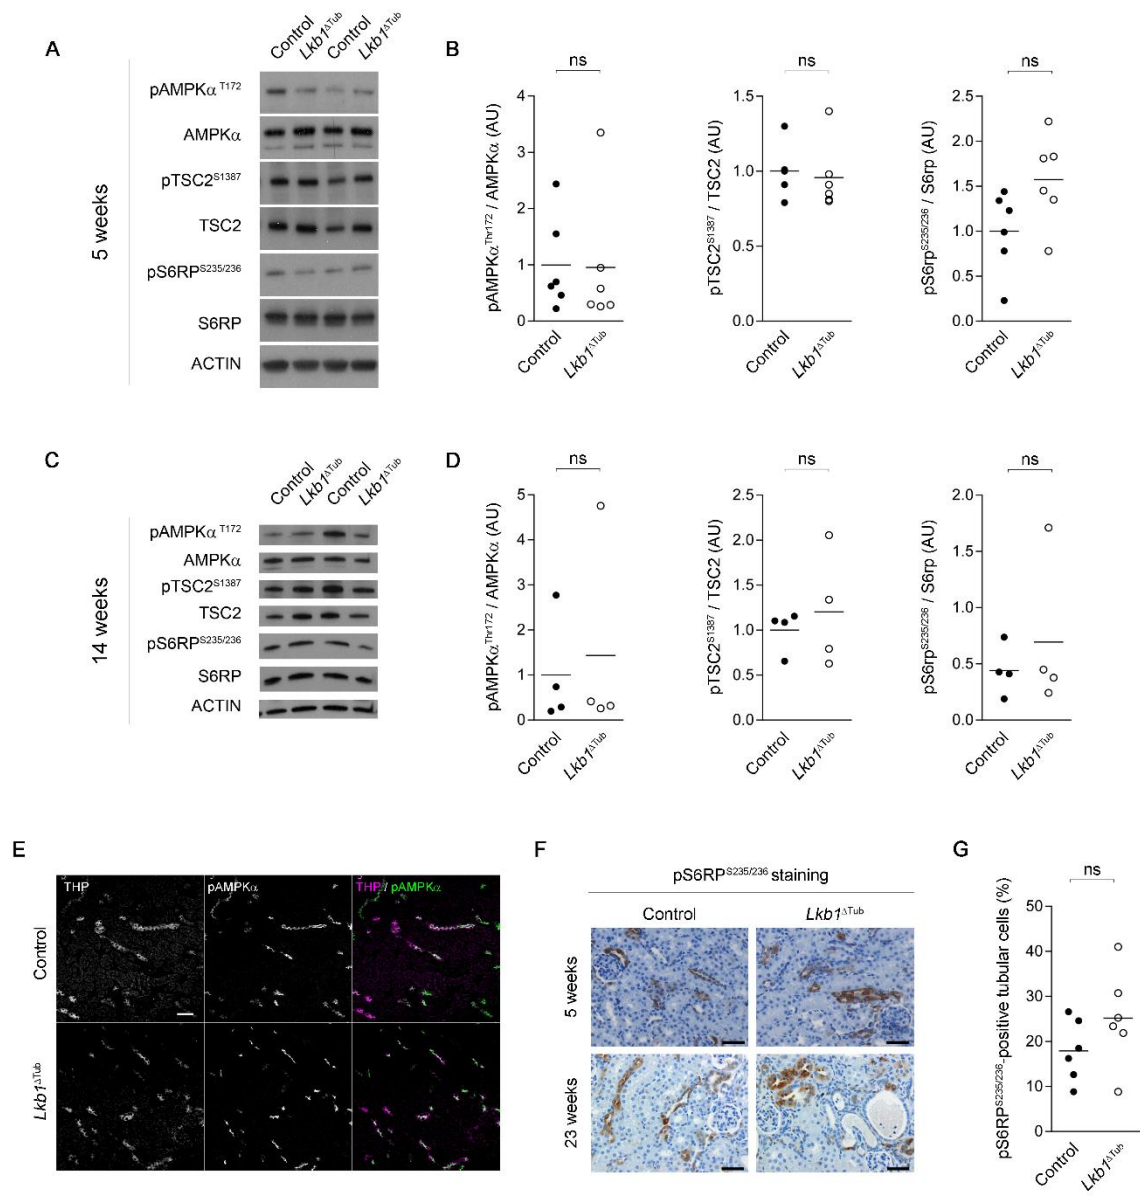 A
Control
Lkb1ΔTub
Control
Lkb1ΔTub
5 weeks
pAMPKα T172
AMPKα
pTSC2S1387
TSC2
pS6RPS235/236
S6RP
ACTIN
B
ns
pAMPKαThr172 / AMPKα (AU)
4
3
2
1
0
Control
Lkb1ΔTub
ns
pTSC2S1387 / TSC2 (AU)
1.5
1.0
0.5
0.0
Control
Lkb1ΔTub
ns
pS6rpS235/236 / S6rp (AU)
2.5
2.0
1.5
1.0
0.5
0.0
Control
Lkb1ΔTub
C
Control
Lkb1ΔTub
Control
Lkb1ΔTub
14 weeks
pAMPKα T172
AMPKα
pTSC2S1387
TSC2
pS6RPS235/236
S6RP
ACTIN
D
ns
pAMPKαThr172 / AMPKα (AU)
5
4
3
2
1
0
Control
Lkb1ΔTub
ns
pTSC2S1387 / TSC2 (AU)
2.5
2.0
1.5
1.0
0.5
0.0
Control
Lkb1ΔTub
ns
pS6rpS235/236 / S6rp (AU)
2.0
1.5
1.0
0.5
0.0
Control
Lkb1ΔTub
E
THP
pAMPKα
THP / pAMPKα
Control
Lkb1ΔTub
F
pS6RPS235/236 staining
Control
Lkb1ΔTub
5 weeks
23 weeks
G
ns
pS6RPS235/236-positive tubular cells (%)
50
40
30
20
10
0
Control
Lkb1ΔTub